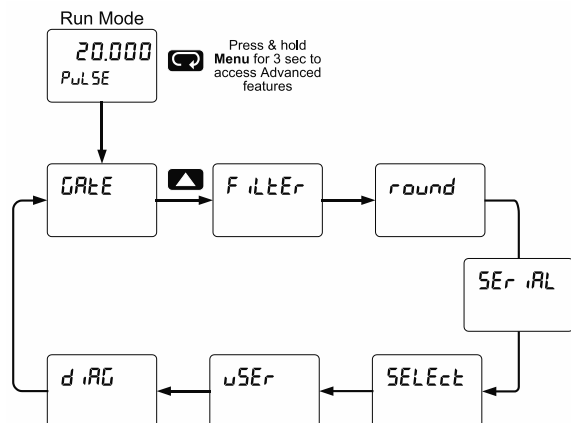 Run Mode
20.000
PuLSE
Press & hold
Menu for 3 sec to
access Advanced
features
GAtE
FiLtEr
round
SEriAL
diAG
uSEr
SELEct